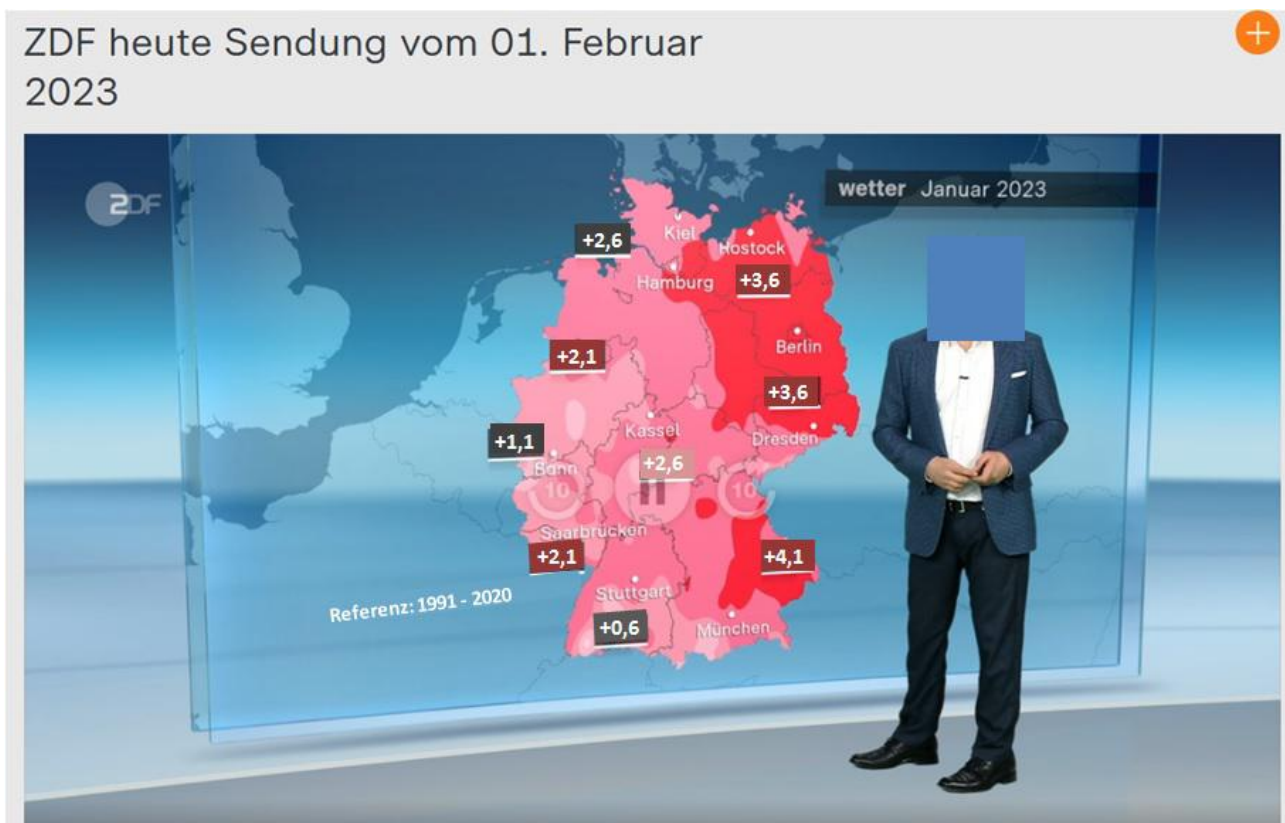 ZDF heute Sendung vom 01. Februar
2023
ZDF
wetter Januar 2023
+2,6
Kiel
Rostock
Hamburg
+3,6
Berlin
+2,1
+3,6
Kassel
Dresden
+1,1
Bonn
+2,6
10
10
Saarbrücken
+2,1
+4,1
Stuttgart
Referenz: 1991 - 2020
+0,6
München